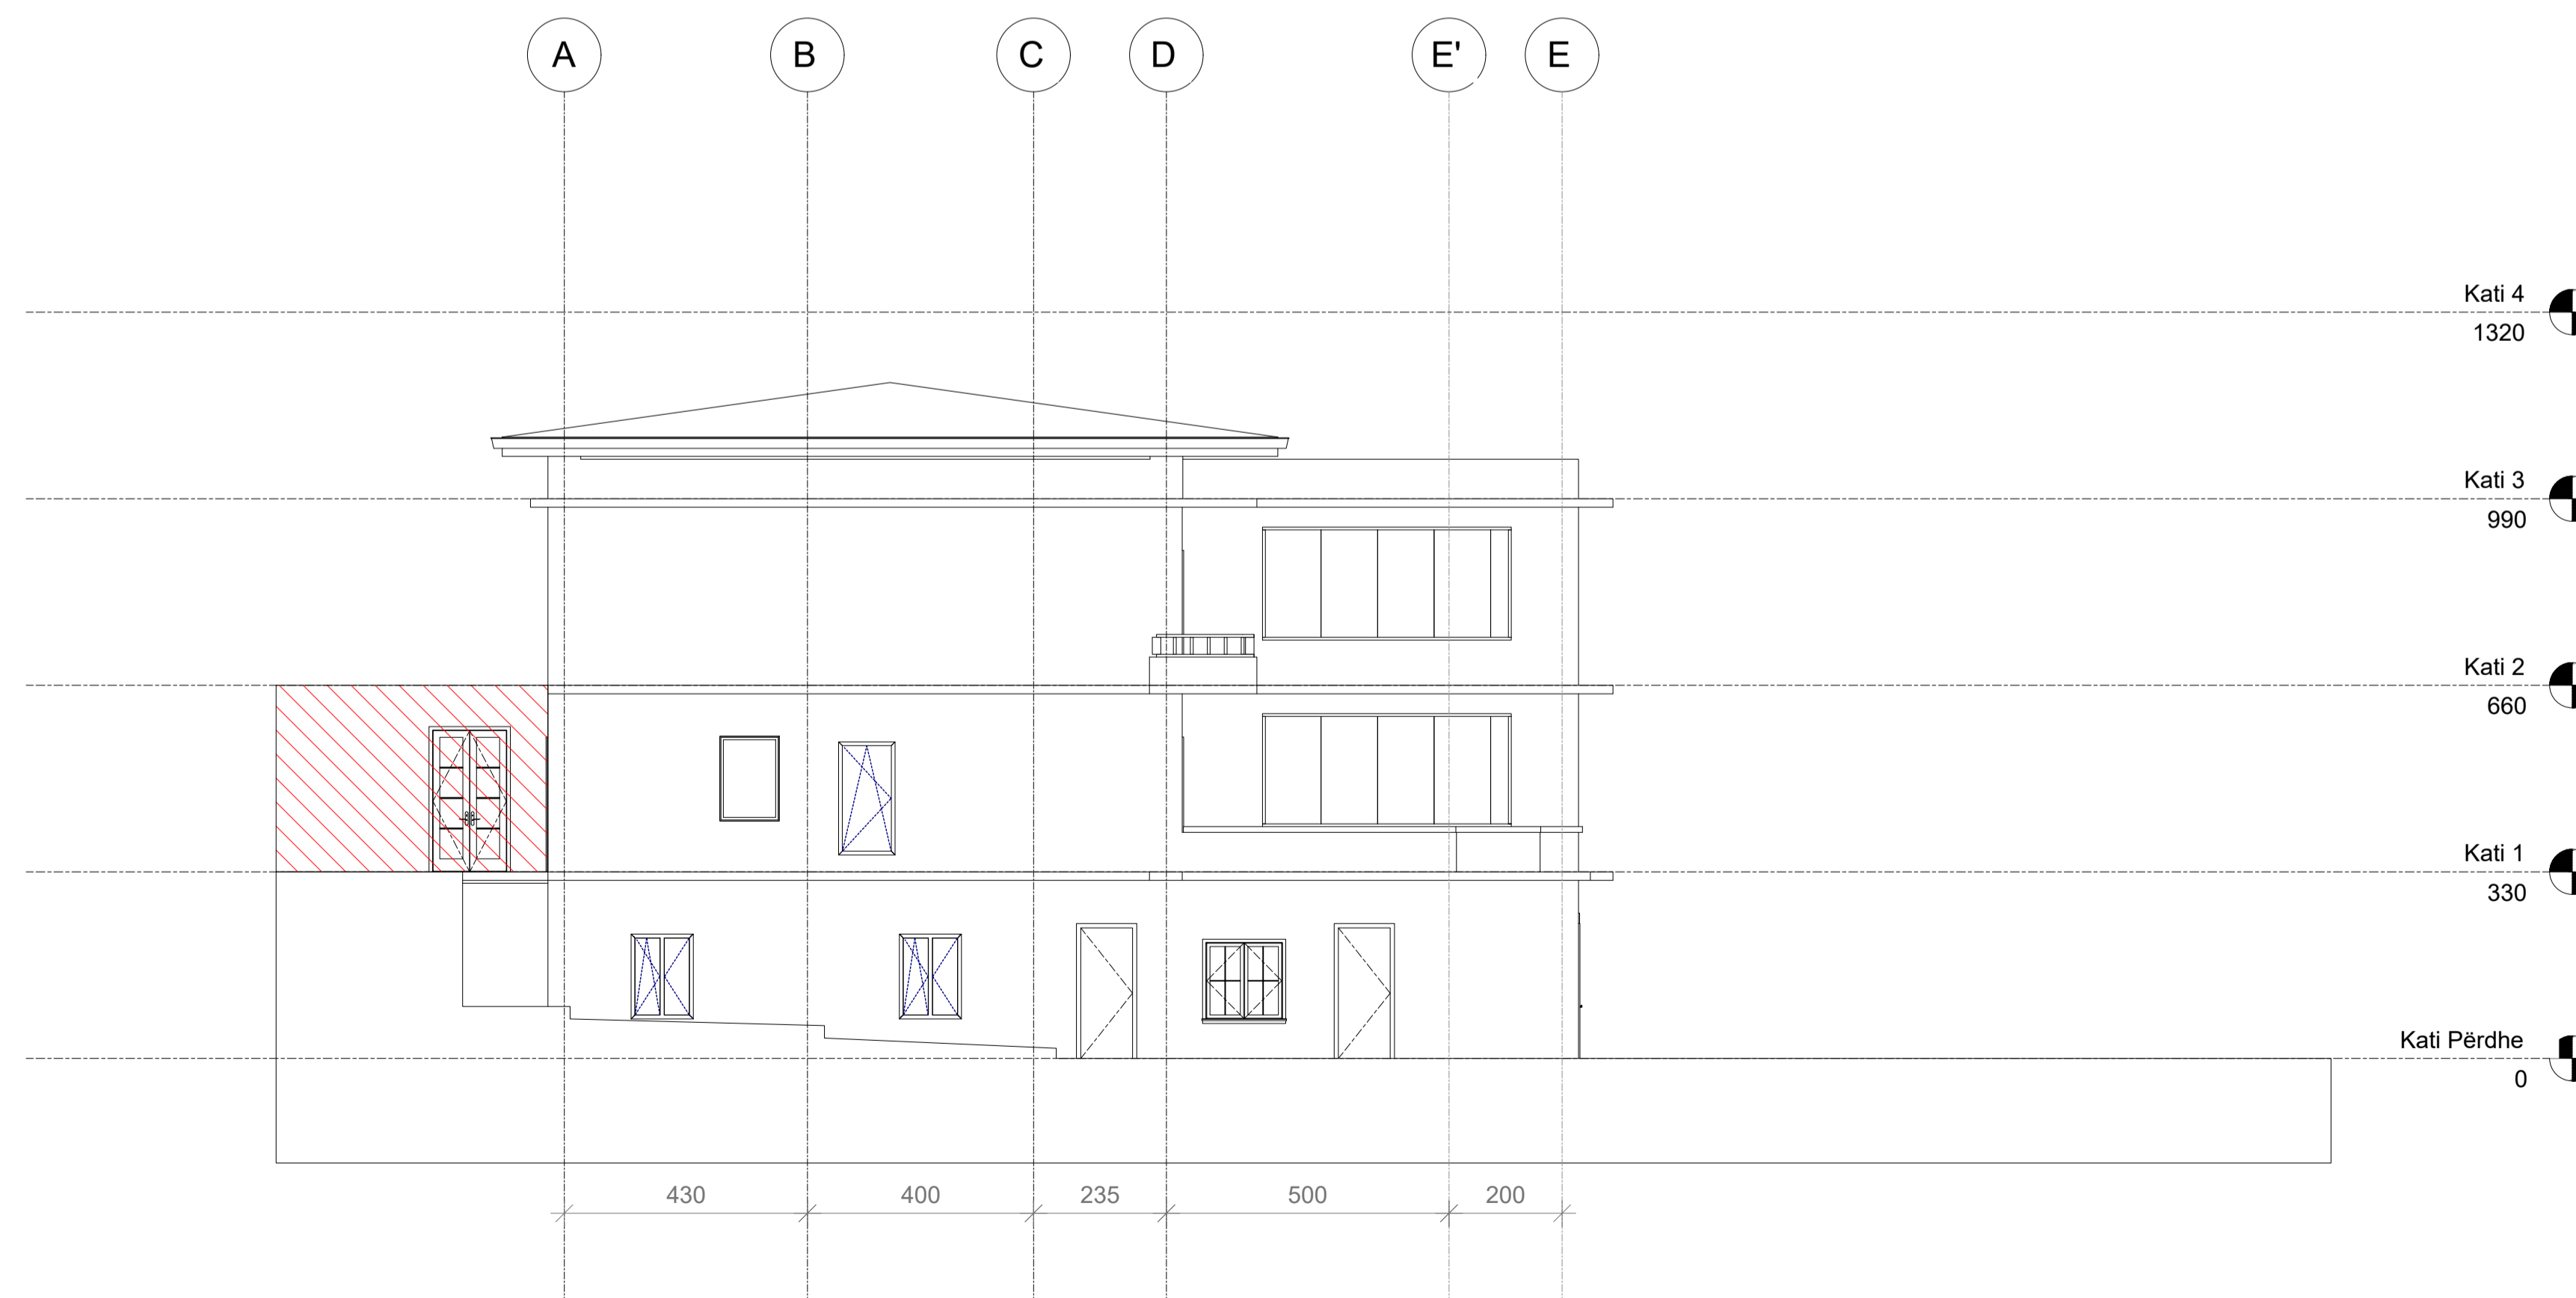 A B C D E' E
Kati 4
1320
Kati 3
990
Kati 2
660
Kati 1
330
Kati Përdhe
0
430 400 235 500 200